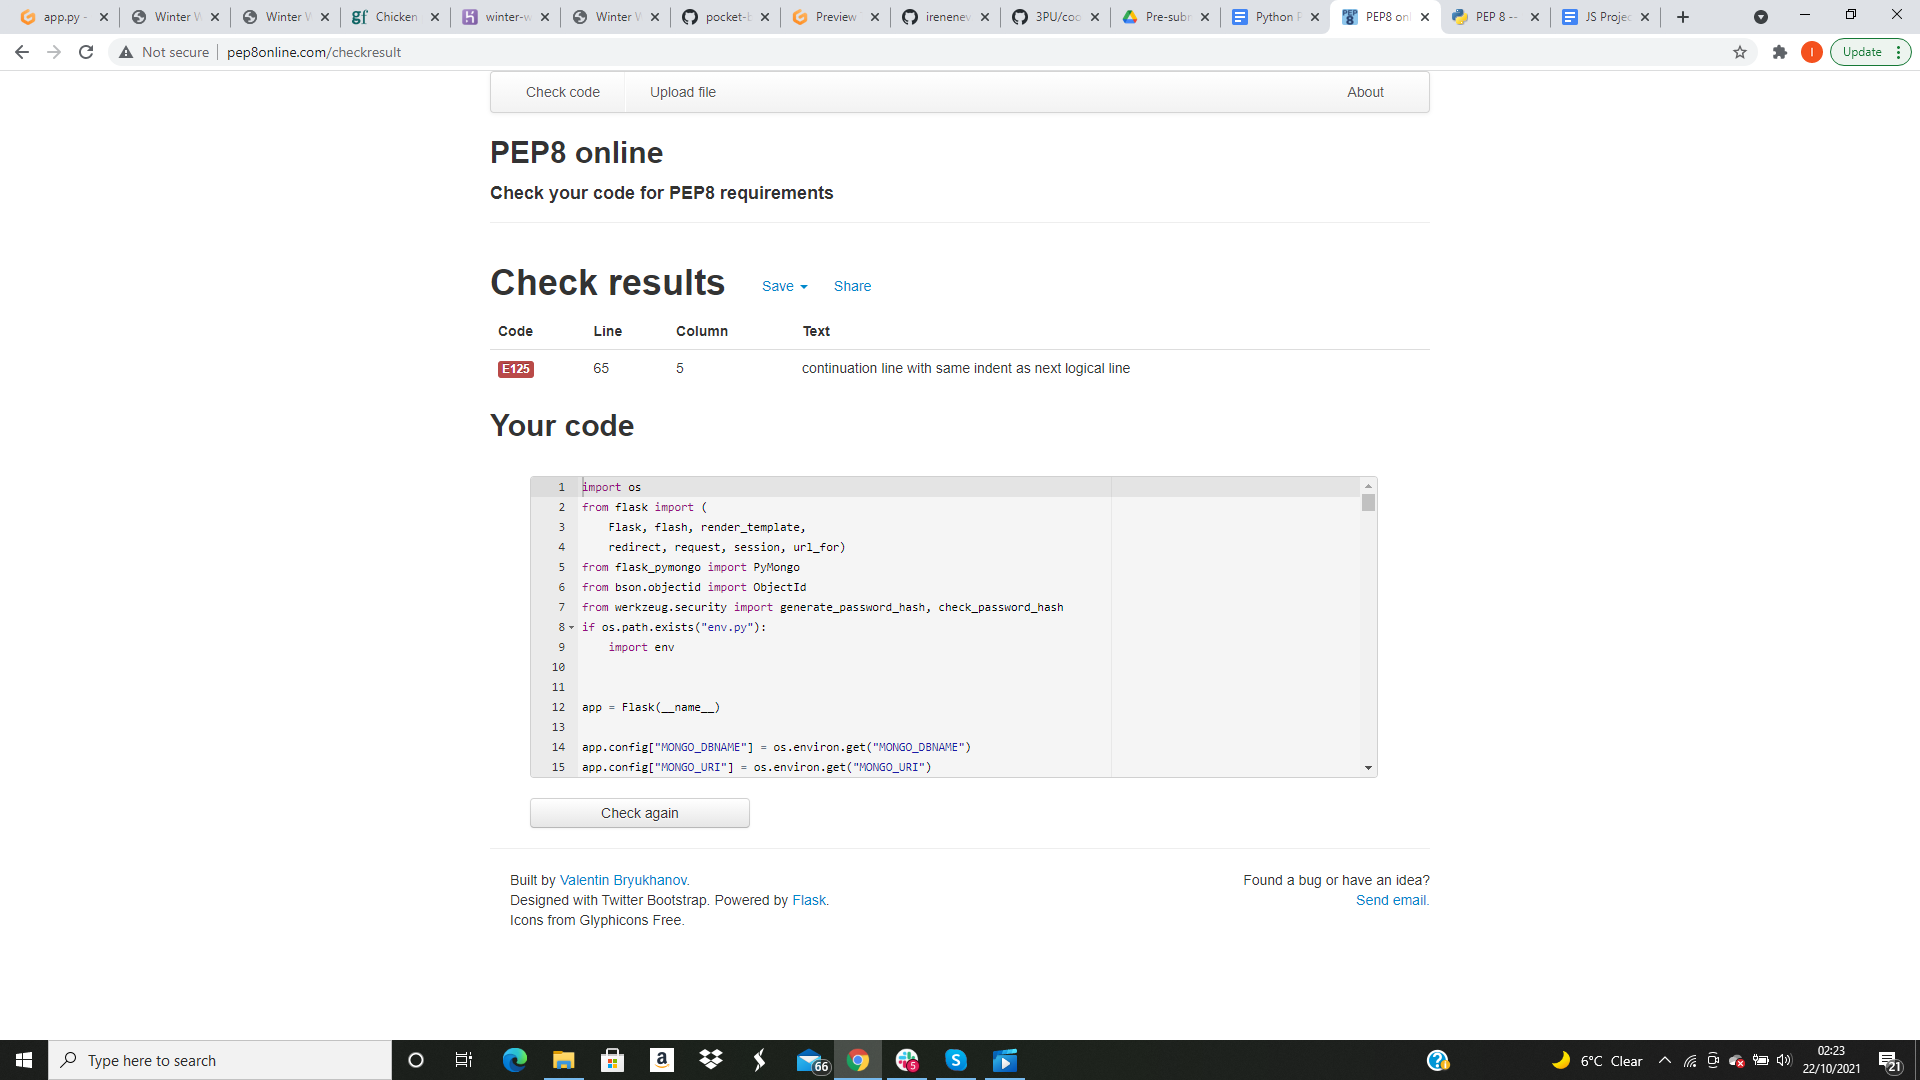 app.py -
Winter W
Winter W
Chicken
winter-w
Winter W
pocket-b
Preview
irenenev
3PU/coo
Pre-subm
Python P
PEP8 onl
PEP 8 --
JS Projec
Not secure
pep8online.com/checkresult
I
Update
Check code
Upload file
About
PEP8 online
Check your code for PEP8 requirements
Check results
Save
Share
Code Line Column Text
E125 65 5 continuation line with same indent as next logical line
Your code
1 import os
2 from flask import (
3 Flask, flash, render_template,
4 redirect, request, session, url_for)
5 from flask_pymongo import PyMongo
6 from bson.objectid import ObjectId
7 from werkzeug.security import generate_password_hash, check_password_hash
8 if os.path.exists("env.py"):
9 import env
10
11
12 app = Flask(__name__)
13
14 app.config["MONGO_DBNAME"] = os.environ.get("MONGO_DBNAME")
15 app.config["MONGO_URI"] = os.environ.get("MONGO_URI")
Check again
Built by Valentin Bryukhanov.
Designed with Twitter Bootstrap. Powered by Flask.
Icons from Glyphicons Free.
Found a bug or have an idea?
Send email.
Type here to search
66
5
6°C Clear
02:23
22/10/2021
21